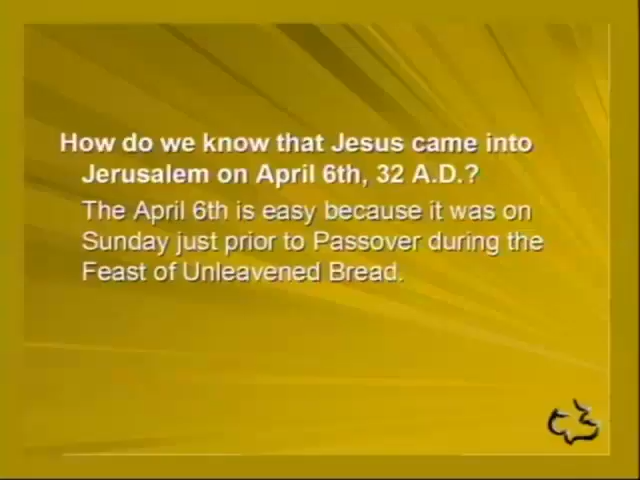 How do we know that Jesus came into
Jerusalem on April 6th, 32 A.D.?
The April 6th is easy because it was on
Sunday just prior to Passover during the
Feast of Unleavened Bread.